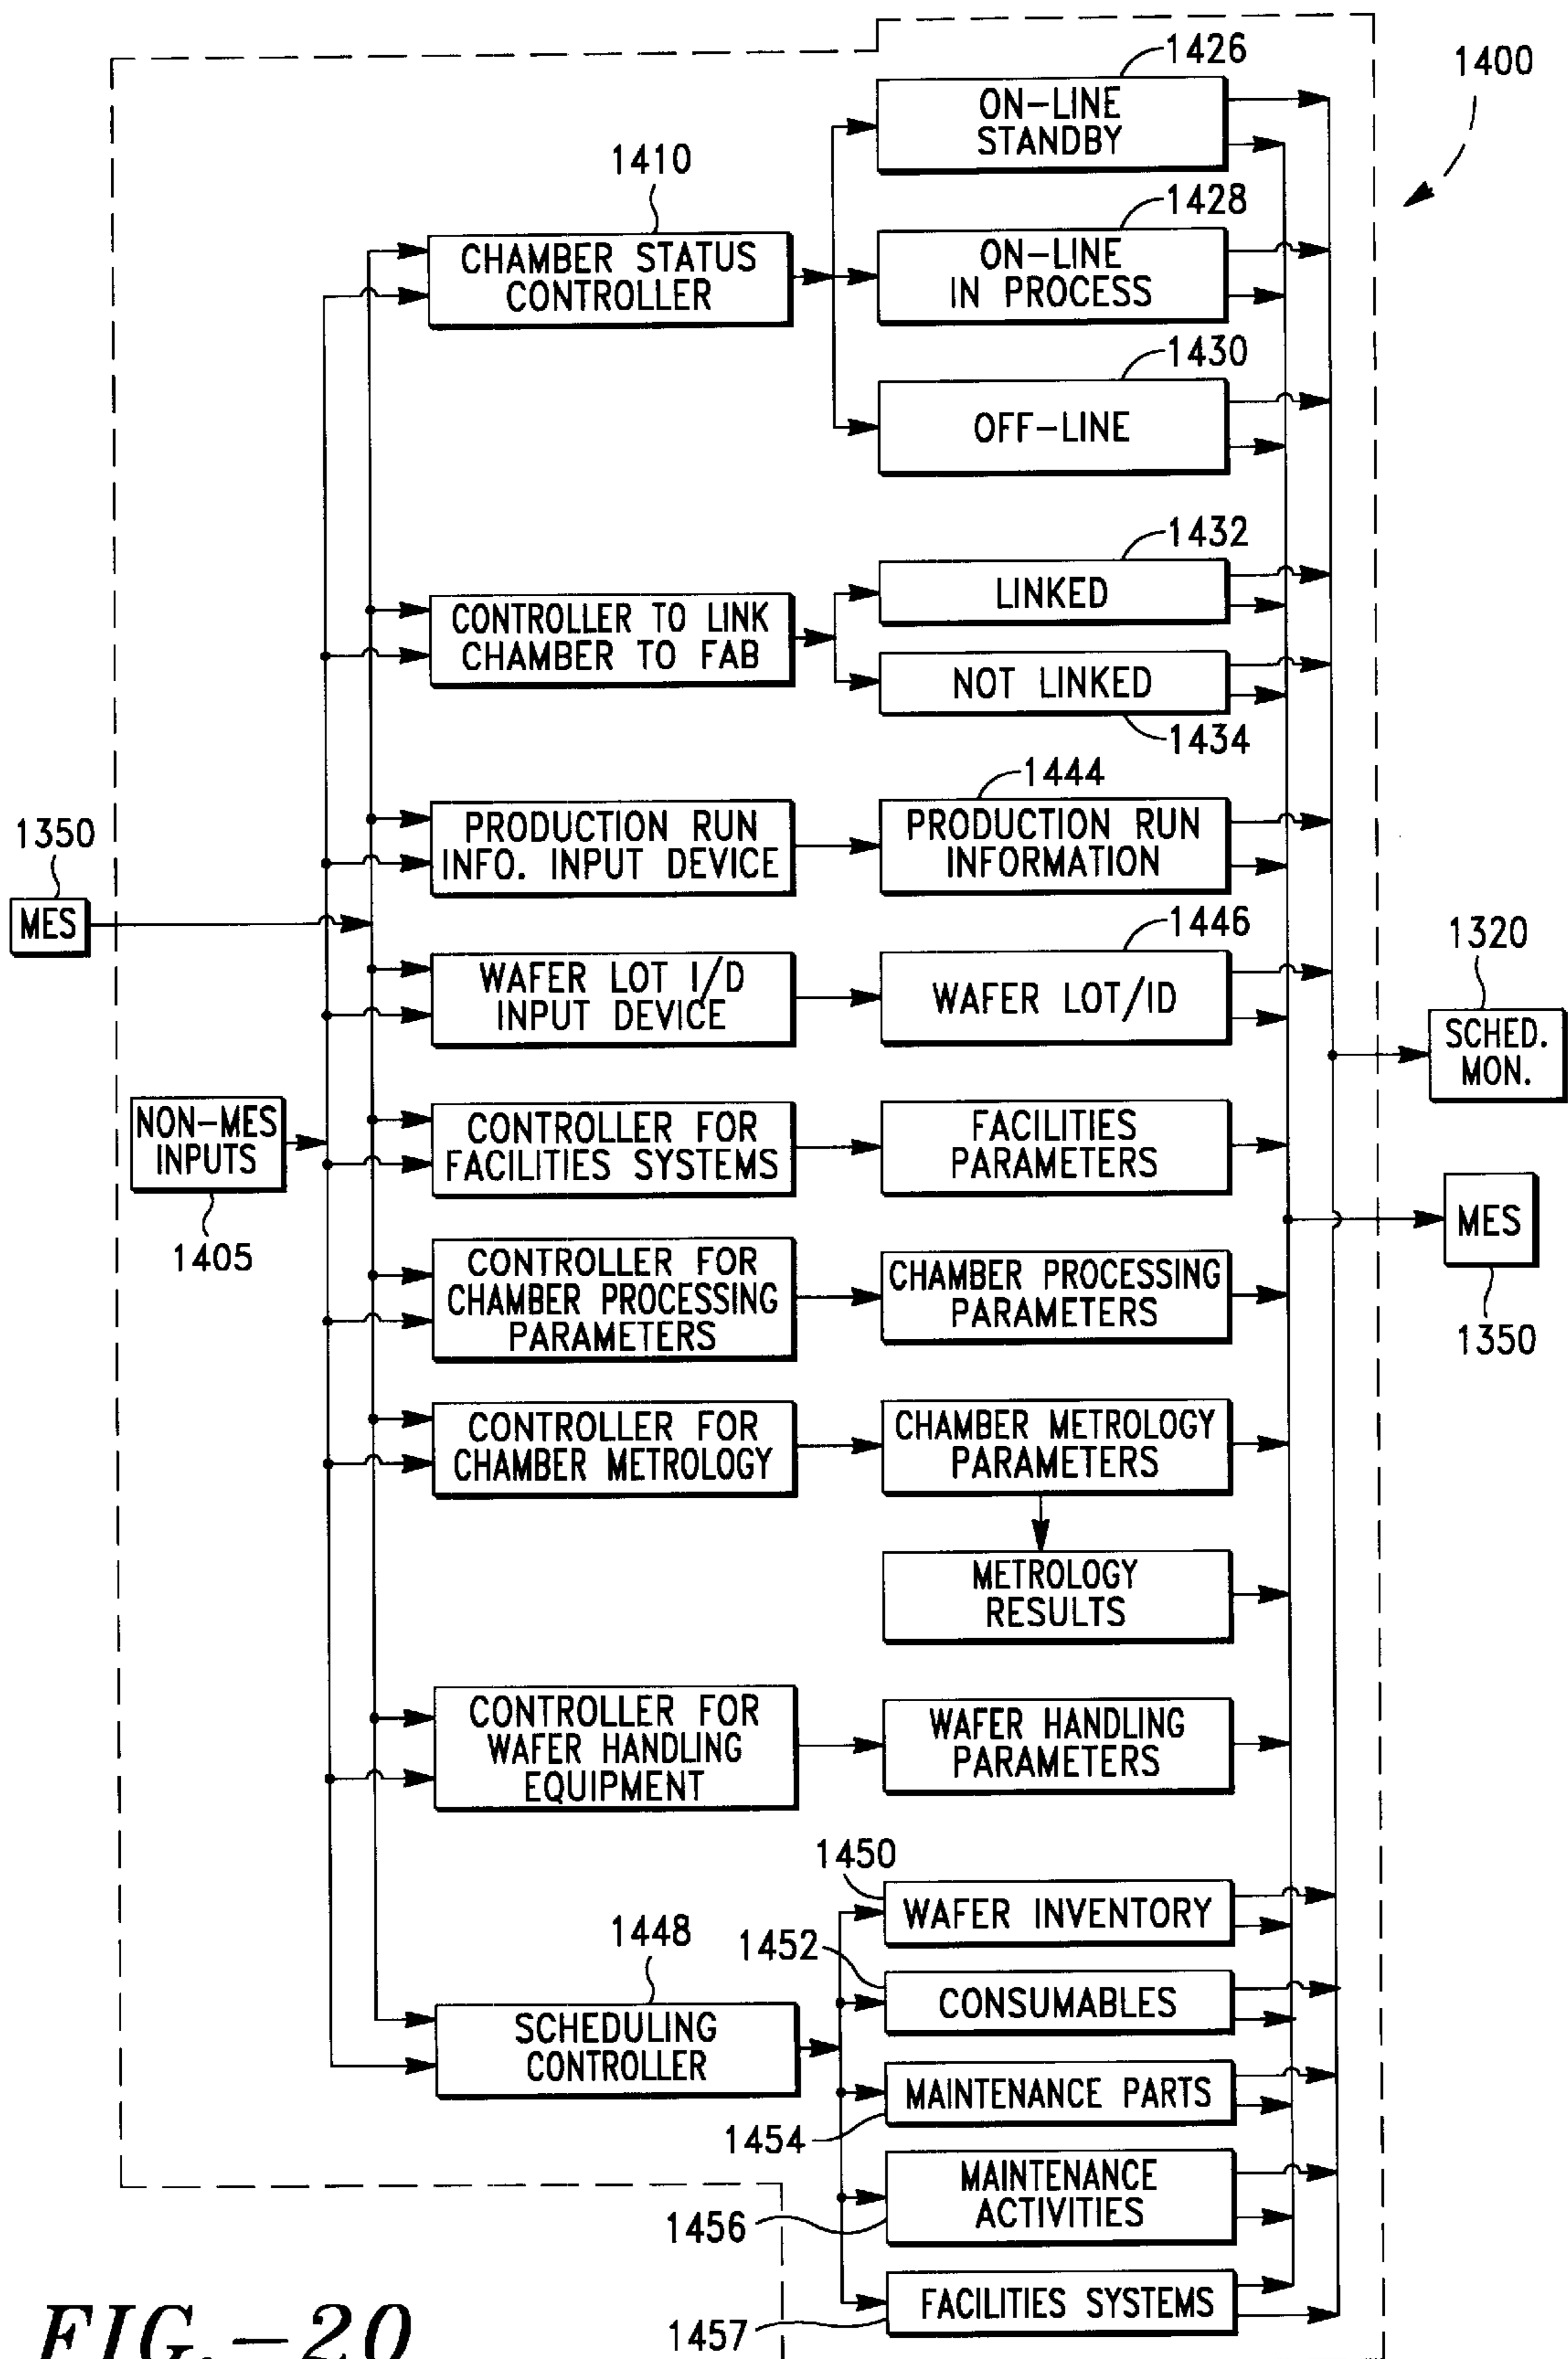 1400
1426
ON-LINE
STANDBY
1410
CHAMBER STATUS
CONTROLLER
1428
ON-LINE
IN PROCESS
1430
OFF-LINE
1432
CONTROLLER TO LINK
CHAMBER TO FAB
LINKED
NOT LINKED
1434
1350
MES
PRODUCTION RUN
INFO. INPUT DEVICE
1444
PRODUCTION RUN
INFORMATION
WAFER LOT I/D
INPUT DEVICE
1446
WAFER LOT/ID
1320
SCHED.
MON.
NON-MES
INPUTS
1405
CONTROLLER FOR
FACILITIES SYSTEMS
FACILITIES
PARAMETERS
MES
1350
CONTROLLER FOR
CHAMBER PROCESSING
PARAMETERS
CHAMBER PROCESSING
PARAMETERS
CONTROLLER FOR
CHAMBER METROLOGY
CHAMBER METROLOGY
PARAMETERS
METROLOGY
RESULTS
CONTROLLER FOR
WAFER HANDLING
EQUIPMENT
WAFER HANDLING
PARAMETERS
1448
SCHEDULING
CONTROLLER
1450
WAFER INVENTORY
1452
CONSUMABLES
MAINTENANCE PARTS
1454
MAINTENANCE
ACTIVITIES
1456
FACILITIES SYSTEMS
1457
FIG.-20